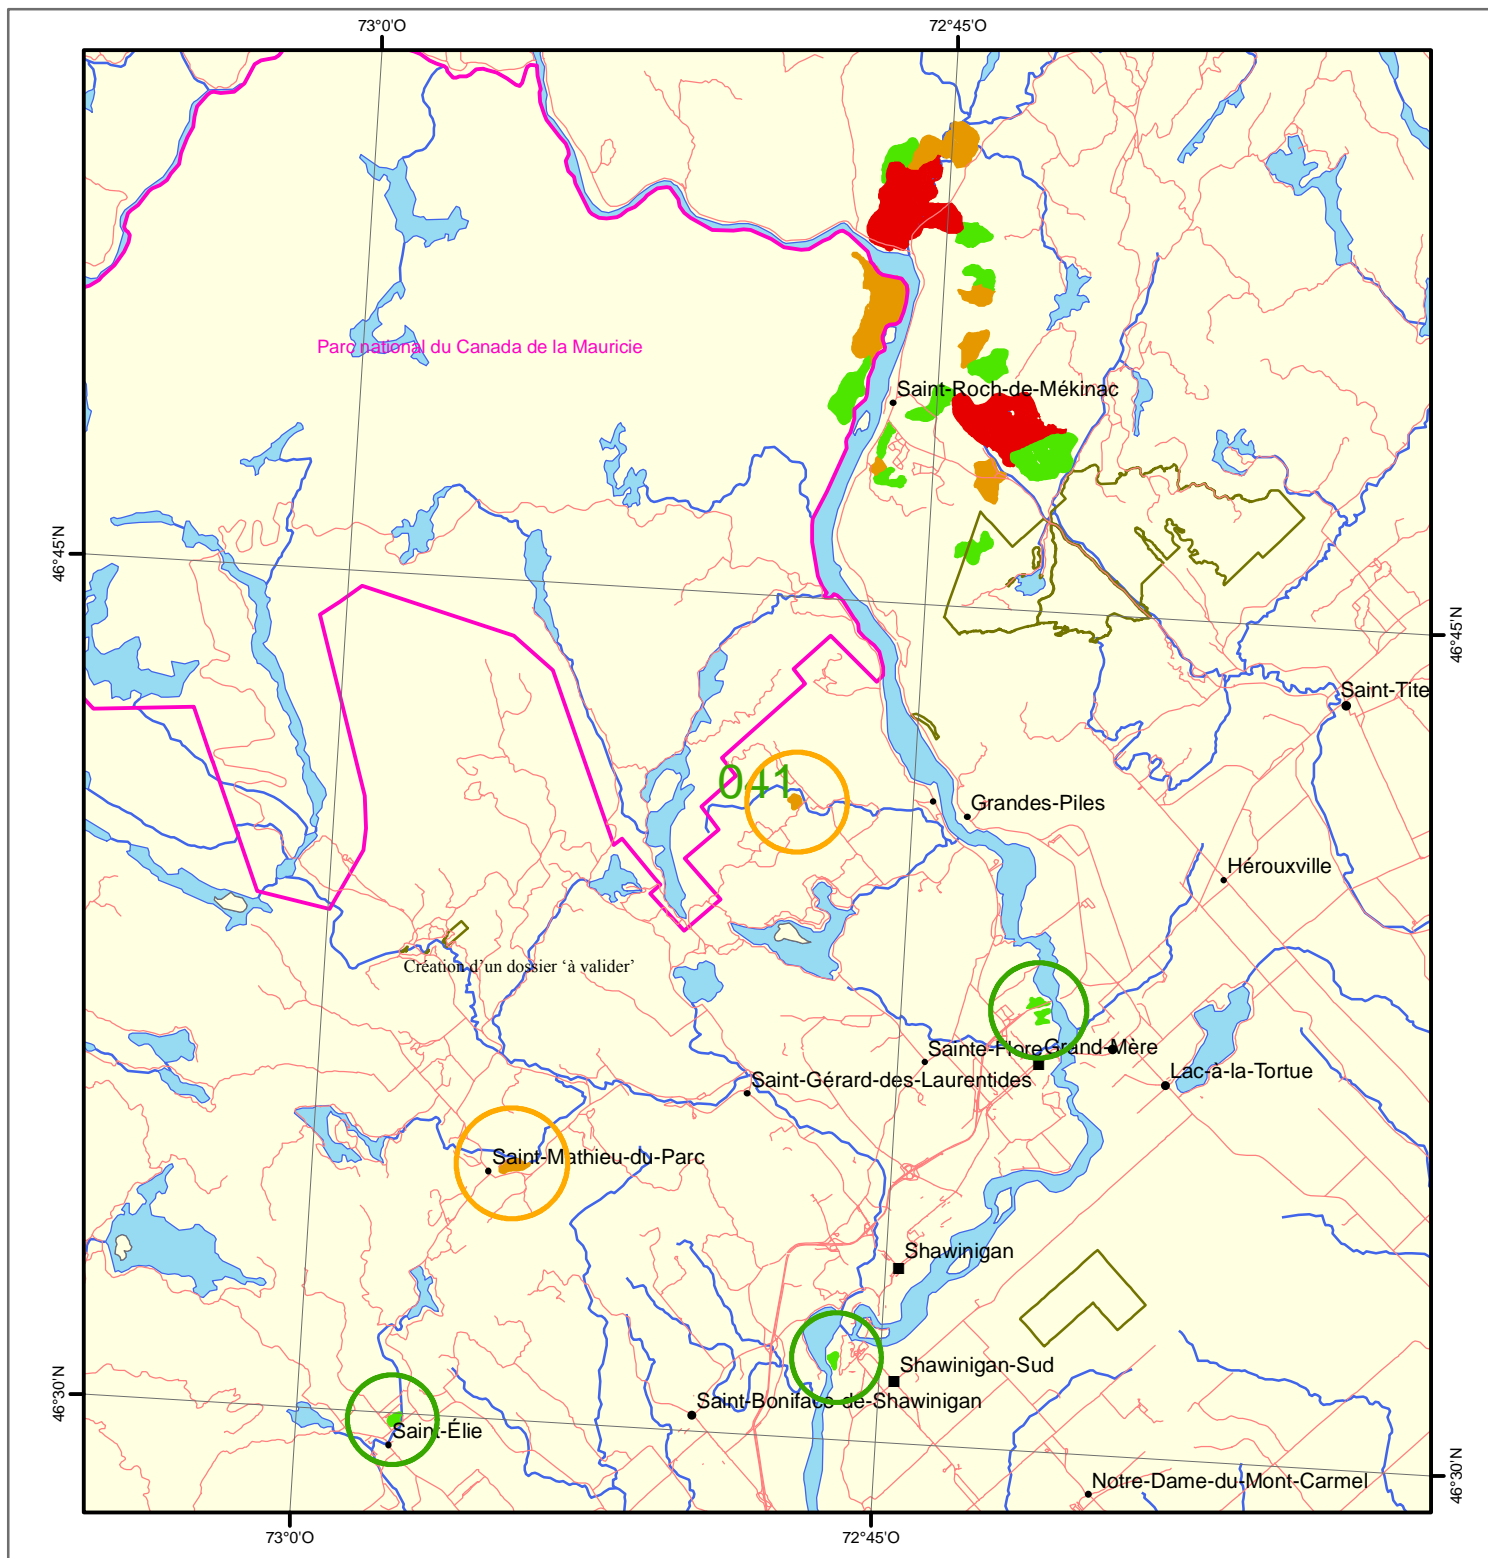 73°0'O
72°45'O
Parc national du Canada de la Mauricie
Saint-Roch-de-Mékinac
46°45'N
46°45'N
Saint-Tite
041
Grandes-Piles
Hérouxville
Création d'un dossier ‘à valider’
Sainte-Flore
Grand-Mère
Lac-à-la-Tortue
Saint-Gérard-des-Laurentides
Saint-Mathieu-du-Parc
Shawinigan
Shawinigan-Sud
Saint-Boniface-de-Shawinigan
46°30'N
Saint-Élie
46°30'N
Notre-Dame-du-Mont-Carmel
73°0'O
72°45'O